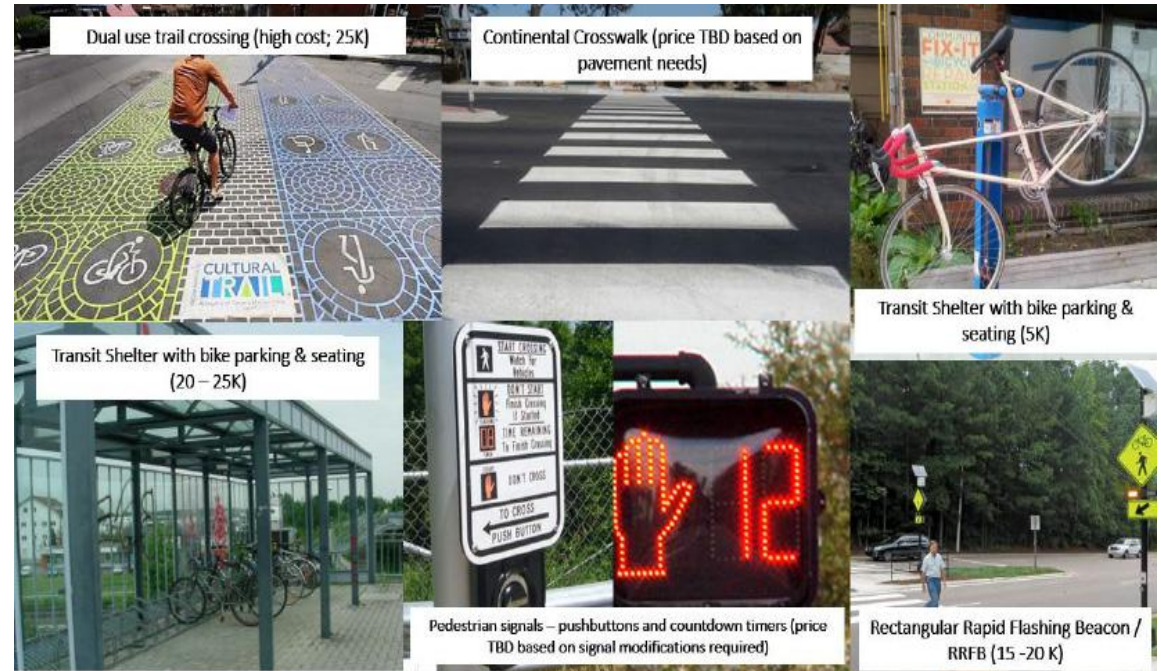 Dual use trail crossing (high cost; 25K)
Continental Crosswalk (price TBD based on
pavement needs)
COMMUNITY
FIX-IT
BICYCLE
REPAIR
STATION
CULTURAL
TRAIL
Transit Shelter with bike parking &
seating (5K)
Transit Shelter with bike parking & seating
(20 – 25K)
START CROSSING
Watch For
Vehicles
DON'T START
Finish Crossing
If Started
TIME REMAINING
To Finish Crossing
DON'T CROSS
TO CROSS
PUSH BUTTON
12
Pedestrian signals – pushbuttons and countdown timers (price
TBD based on signal modifications required)
Rectangular Rapid Flashing Beacon /
RRFB (15 -20 K)